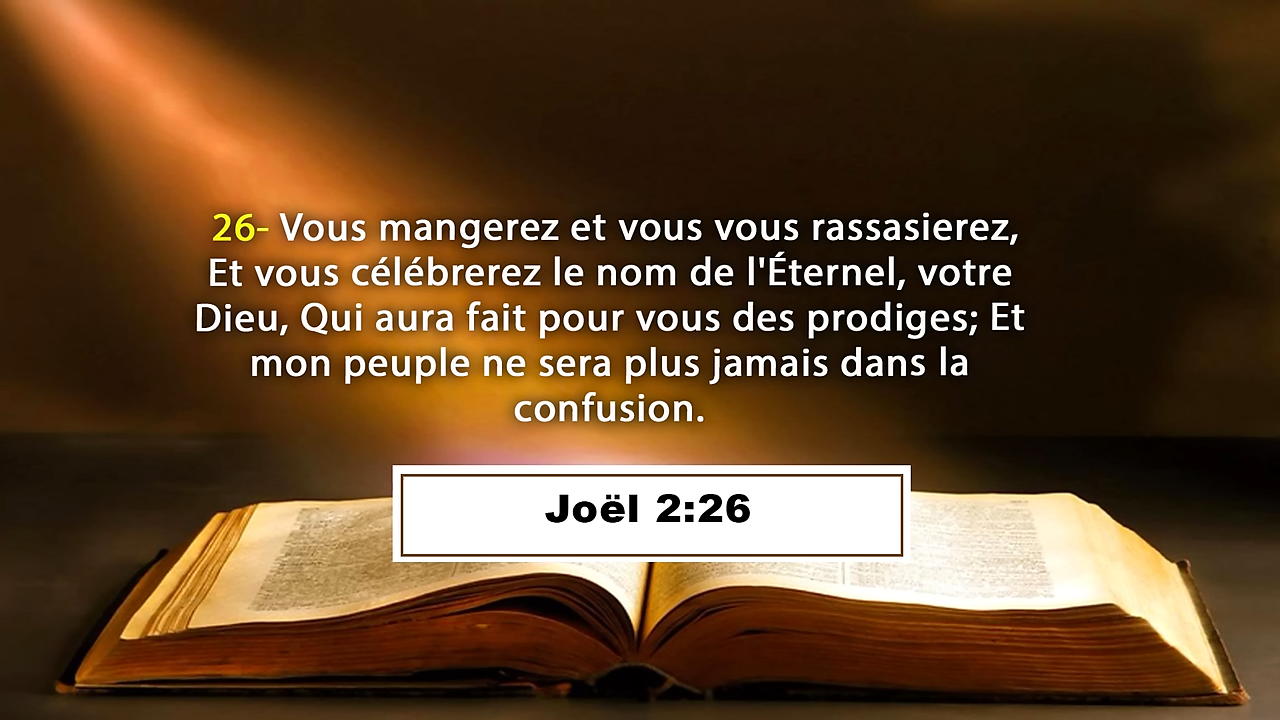 26- Vous mangerez et vous vous rassasierez,
Et vous célébrerez le nom de l'Éternel, votre
Dieu, Qui aura fait pour vous des prodiges; Et
mon peuple ne sera plus jamais dans la
confusion.
Joël 2:26